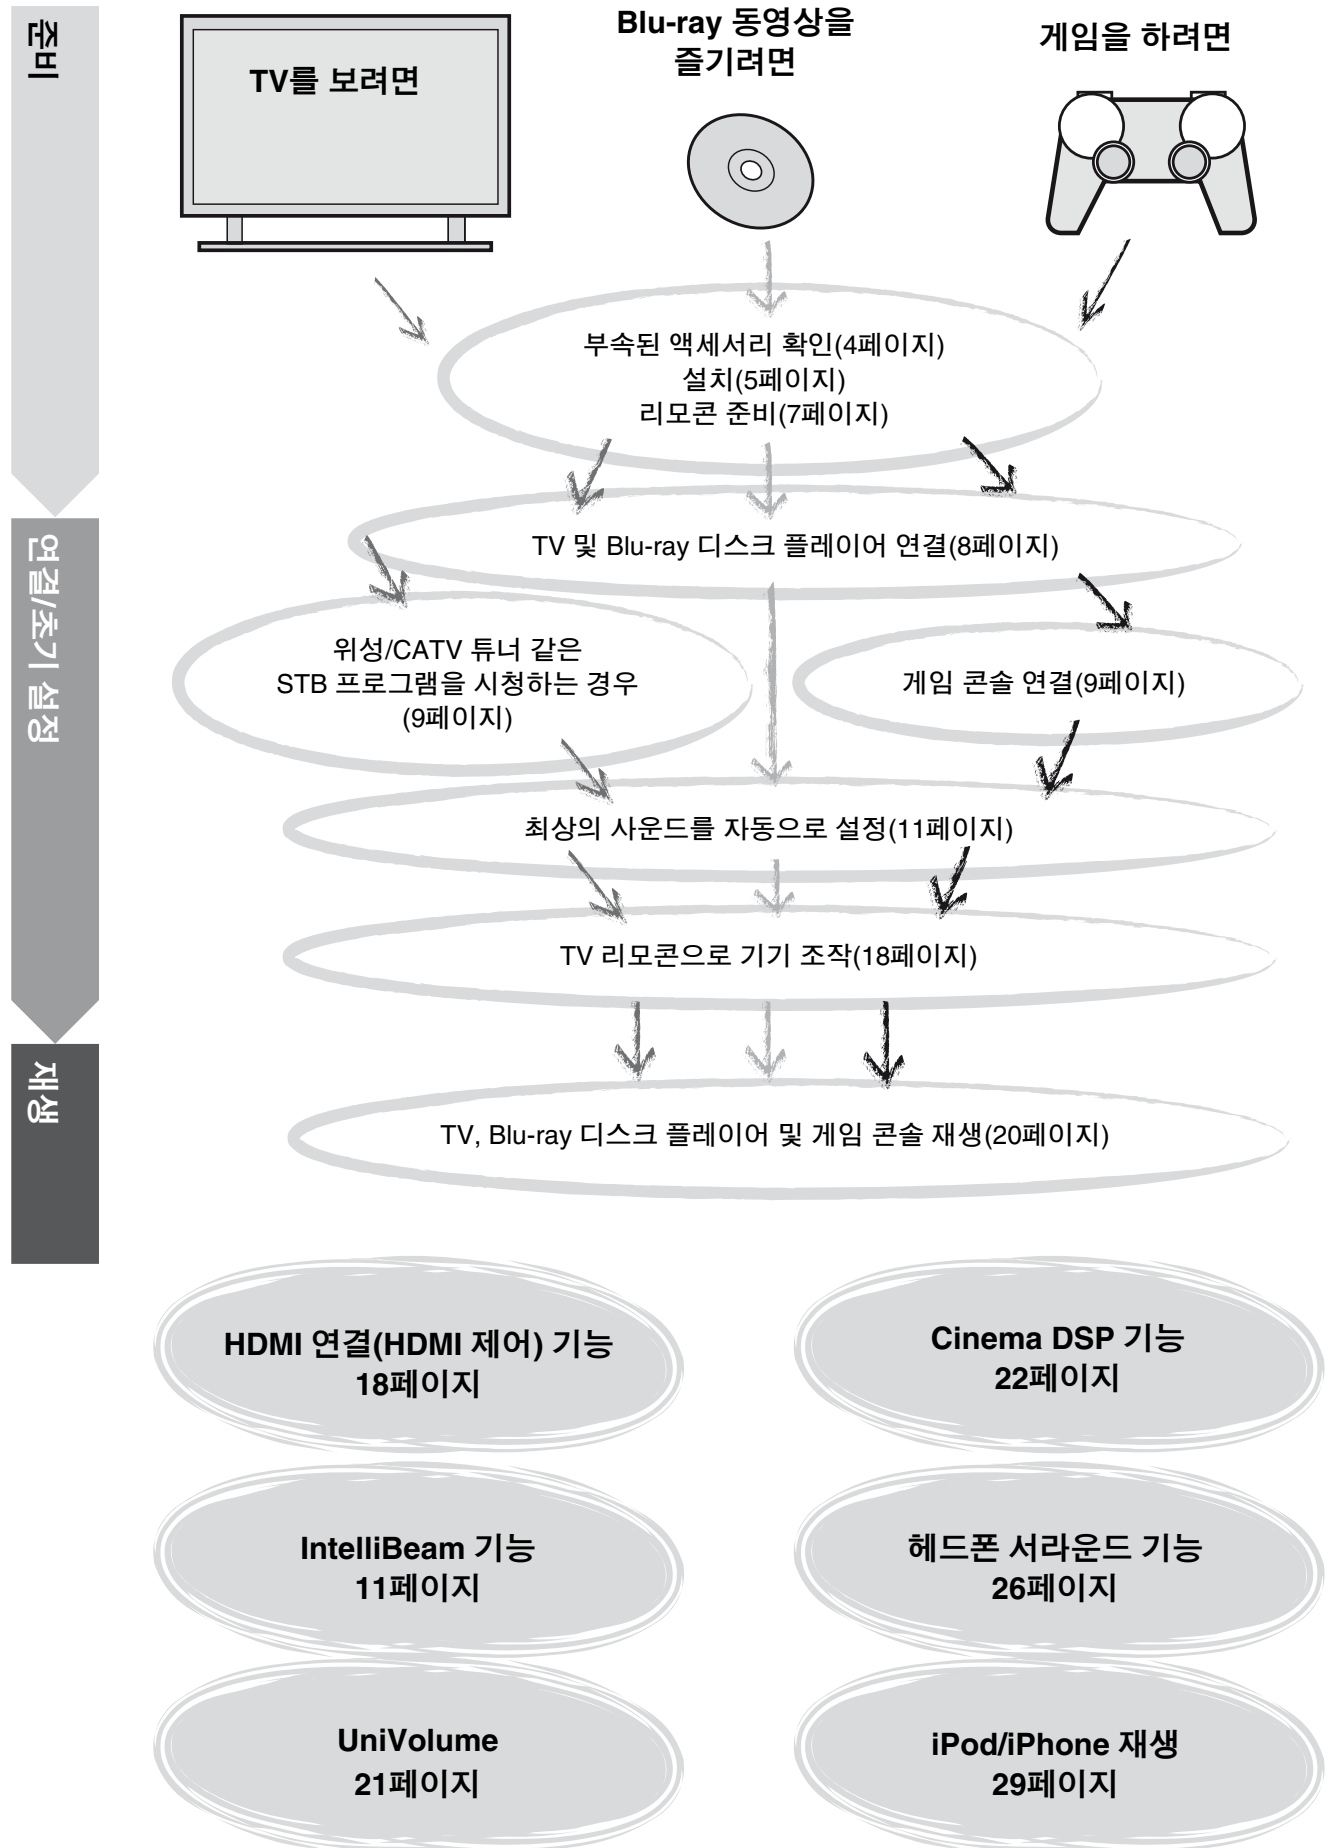 준비
TV를 보려면
Blu-ray 동영상을
즐기려면
게임을 하려면
부속된 액세서리 확인(4페이지)
설치(5페이지)
리모콘 준비(7페이지)
연결/초기 설정
TV 및 Blu-ray 디스크 플레이어 연결(8페이지)
위성/CATV 튜너 같은
STB 프로그램을 시청하는 경우
(9페이지)
게임 콘솔 연결(9페이지)
최상의 사운드를 자동으로 설정(11페이지)
TV 리모콘으로 기기 조작(18페이지)
재생
TV, Blu-ray 디스크 플레이어 및 게임 콘솔 재생(20페이지)
HDMI 연결(HDMI 제어) 기능
18페이지
Cinema DSP 기능
22페이지
IntelliBeam 기능
11페이지
헤드폰 서라운드 기능
26페이지
UniVolume
21페이지
iPod/iPhone 재생
29페이지